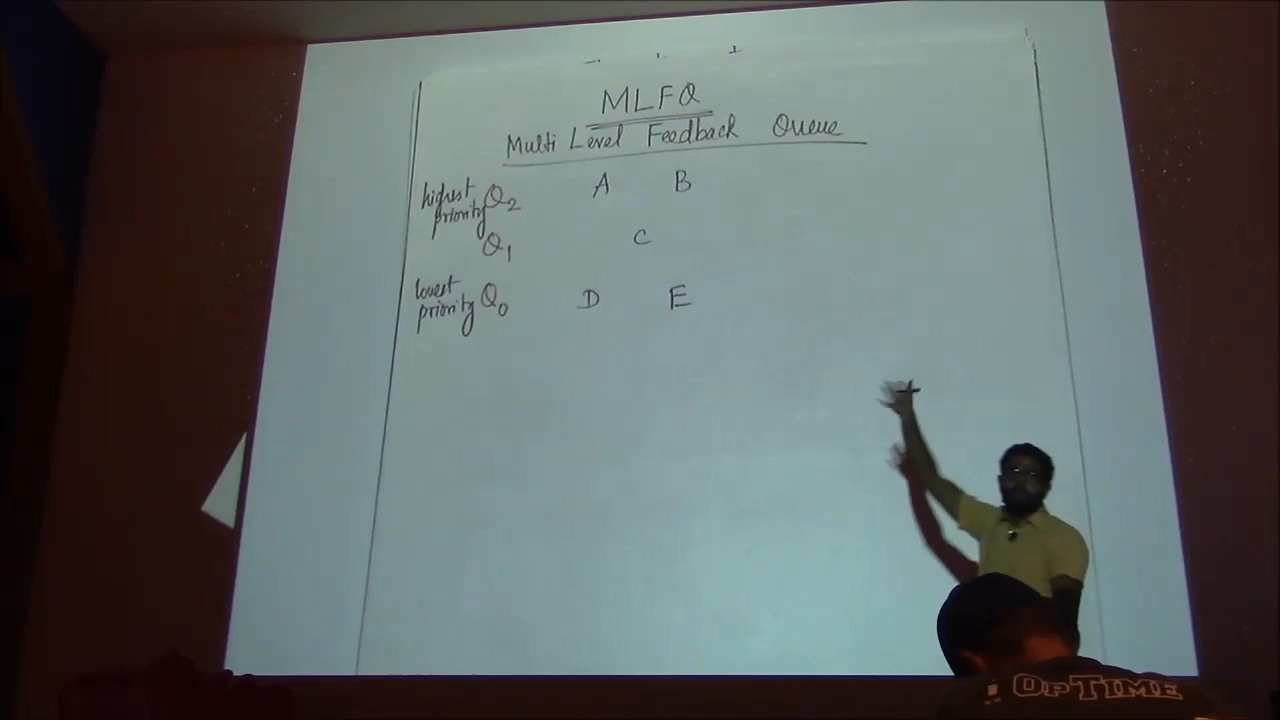 MLFQ
Multi Level Feedback Queue
highest priority Q2 A B
Q1 C
lowest priority Q0 D E
OPTIME